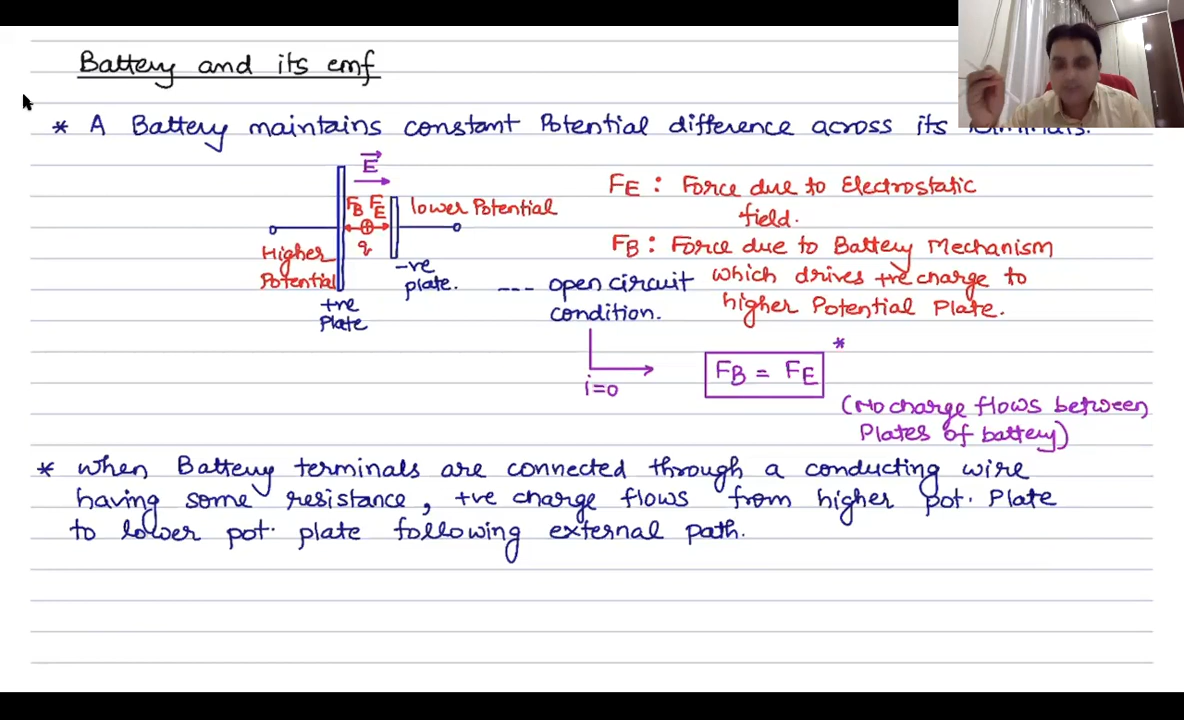 Battery and its emf
* A Battery maintains constant Potential difference across its
E
FB FE lower Potential
q
Higher Potential
+ve Plate
-ve plate.
FE : Force due to Electrostatic
field.
FB : Force due to Battery Mechanism
which drives +ve charge to
higher Potential Plate.
--- open circuit
condition.
i=0
FB = FE *
(No charge flows between
Plates of battery)
* when Battery terminals are connected through a conducting wire
having some resistance, +ve charge flows from higher pot. Plate
to lower pot. plate following external path.